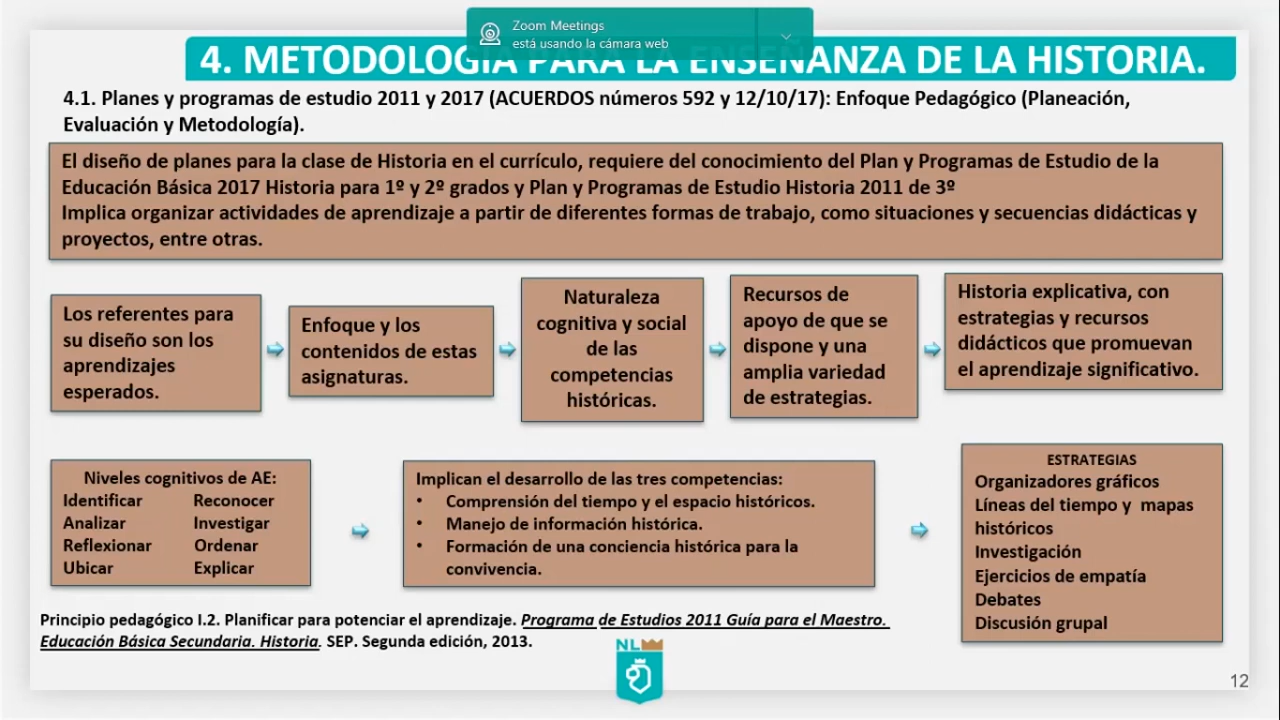 Zoom Meetings
está usando la cámara web
4. METODOLOGÍA PARA LA ENSEÑANZA DE LA HISTORIA.
4.1. Planes y programas de estudio 2011 y 2017 (ACUERDOS números 592 y 12/10/17): Enfoque Pedagógico (Planeación,
Evaluación y Metodología).
El diseño de planes para la clase de Historia en el currículo, requiere del conocimiento del Plan y Programas de Estudio de la
Educación Básica 2017 Historia para 1º y 2º grados y Plan y Programas de Estudio Historia 2011 de 3º
Implica organizar actividades de aprendizaje a partir de diferentes formas de trabajo, como situaciones y secuencias didácticas y
proyectos, entre otras.
Los referentes para
su diseño son los
aprendizajes
esperados.
Enfoque y los
contenidos de estas
asignaturas.
Naturaleza
cognitiva y social
de las
competencias
históricas.
Recursos de
apoyo de que se
dispone y una
amplia variedad
de estrategias.
Historia explicativa, con
estrategias y recursos
didácticos que promuevan
el aprendizaje significativo.
Niveles cognitivos de AE:
Identificar Reconocer
Analizar Investigar
Reflexionar Ordenar
Ubicar Explicar
Implican el desarrollo de las tres competencias:
• Comprensión del tiempo y el espacio históricos.
• Manejo de información histórica.
• Formación de una conciencia histórica para la
convivencia.
ESTRATEGIAS
Organizadores gráficos
Líneas del tiempo y mapas
históricos
Investigación
Ejercicios de empatía
Debates
Discusión grupal
Principio pedagógico I.2. Planificar para potenciar el aprendizaje. Programa de Estudios 2011 Guía para el Maestro.
Educación Básica Secundaria. Historia. SEP. Segunda edición, 2013.
NL
12